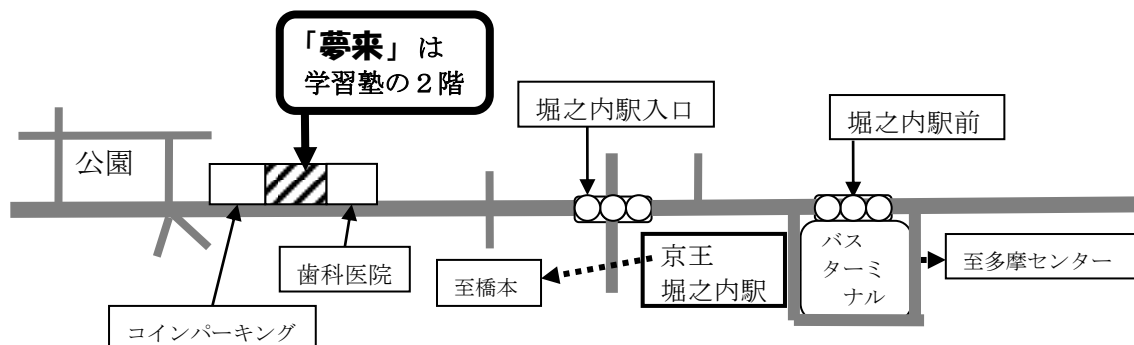 「夢来」は
学習塾の２階
堀之内駅入口
堀之内駅前
公園
歯科医院
至橋本
京王
堀之内駅
バス
ターミ
ナル
至多摩センター
コインパーキング